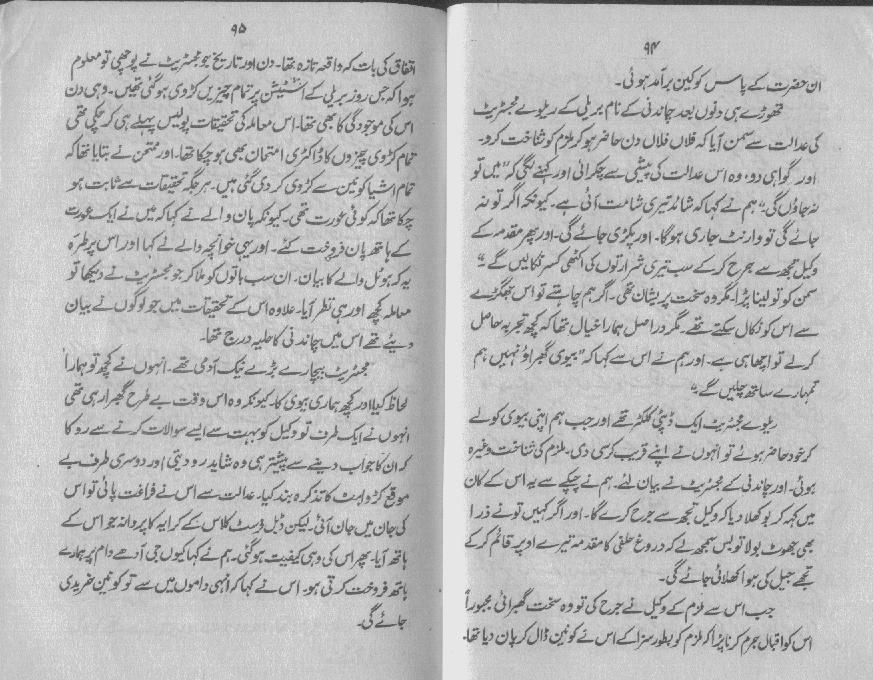 ۹۴
ان حضرت کے پاس کوکین برآمد ہوئی۔
تھوڑے ہی دنوں بعد چاندنی کے نام بریلی کے ریلوے مجسٹریٹ
کی عدالت سے سمن آیا کہ فلاں فلاں دن حاضر ہو کر ملزم کو شناخت کرو۔
اور گواہی دو، وہ اس عدالت کی پیشی سے چکرائی اور کہنے لگی کہ "میں تو
نہ جاؤں گی۔" ہم نے کہا کہ شائد تیری شامت آئی ہے۔ کیونکہ اگر تو نہ
جائے گی تو وارنٹ جاری ہوگا۔ اور پکڑی جائے گی۔ اور پھر مقدمہ کے
وکیل تجھ سے جرح کر کے سب تیری شرارتوں کی اکٹھی کسر نکالیں گے۔"
سمن کو تو لینا پڑا۔ مگر وہ سخت پریشان تھی۔ اگر ہم چاہتے تو اس جھگڑے
سے اس کو نکال سکتے تھے۔ مگر دراصل ہمارا خیال تھا کہ کچھ تجربہ حاصل
کرلے تو اچھا ہی ہے۔ اور ہم نے اس سے کہا کہ "بیوی گھبراؤ نہیں ہم
تمہارے ساتھ چلیں گے۔"
ریلوے مجسٹریٹ ایک ڈپٹی کلکٹر تھے اور جب ہم اپنی بیوی کو لے
کر خود حاضر ہوئے تو انہوں نے اپنے قریب کرسی دی۔ ملزم کی شناخت وغیرہ
ہوئی۔ اور چاندنی کے مجسٹریٹ نے بیان لئے۔ ہم نے چپکے سے یہ اس کے کان
میں کہہ کر بوکھلا دیا کہ وکیل تجھ سے جرح کرے گا۔ اور اگر کہیں تو نے ذرا
بھی جھوٹ بولا تو بس سمجھ لے کہ دروغ حلفی کا مقدمہ تیرے اوپر قائم کر کے
تجھے جیل کی ہوا کھلائی جائے گی۔
جب اس سے ملزم کے وکیل نے جرح کی تو وہ سخت گھبرائی مجبوراً
اس کو اقبال جرم کرنا پڑا کہ ملزم کو بطور سزا کے اس نے کونین ڈال کر پان دیا تھا۔
۹۵
اتفاق کی بات کہ واقعہ تازہ تھا۔ دن اور تاریخ جو مجسٹریٹ نے پوچھی تو معلوم
ہوا کہ جس روز بریلی کے اسٹیشن پر تمام چیزیں کڑوی ہوگئی تھیں۔ وہی دن
اس کی موجودگی کا بھی تھا۔ اس معاملہ کی تحقیقات پولیس پہلے ہی کر چکی تھی
تمام کڑوی چیزوں کا ڈاکٹری امتحان بھی ہو چکا تھا۔ اور ممتحن نے بتایا تھا کہ
تمام اشیا کونین سے کڑوی کر دی گئی ہیں۔ ہر جگہ تحقیقات سے ثابت ہو
چکا تھا کہ کوئی عورت تھی۔ کیونکہ پان والے نے کہا کہ میں نے ایک عورت
کے ہاتھ پان فروخت کئے۔ اور یہی خوانچہ والے نے کہا اور اس پر طرہ
یہ کہ ہوٹل والے کا بیان۔ ان سب باتوں کو ملا کر جو مجسٹریٹ نے دیکھا تو
معاملہ کچھ اور ہی نظر آیا۔ علاوہ اس کے تحقیقات میں جو لوگوں نے بیان
دیئے تھے اس میں چاندنی کا حلیہ درج تھا۔
مجسٹریٹ بیچارے بڑے نیک آدمی تھے۔ انہوں نے کچھ تو ہمارا
لحاظ کیا اور کچھ ہماری بیوی کا۔ کیونکہ وہ اس وقت بے طرح گھبرا رہی تھی
انہوں نے ایک طرف تو وکیل کو بہت سے ایسے سوالات کرنے سے روکا
کہ ان کا جواب دینے سے پیشتر ہی وہ شاید رو دیتی اور دوسری طرف بے
موقع کڑواہٹ کا تذکرہ بند کیا۔ عدالت سے اس نے فراغت پائی تو اس
کی جان میں جان آئی۔ لیکن ڈبل فرسٹ کلاس کے کرایہ کا پروانہ جو اس کے
ہاتھ آیا۔ پھر اس کی وہی کیفیت ہوگئی۔ ہم نے کہا کیوں جی آدھے دام پر ہمارے
ہاتھ فروخت کرتی ہو۔ اس نے کہا کہ انہی داموں میں سے تو کونین خریدی
جائے گی۔